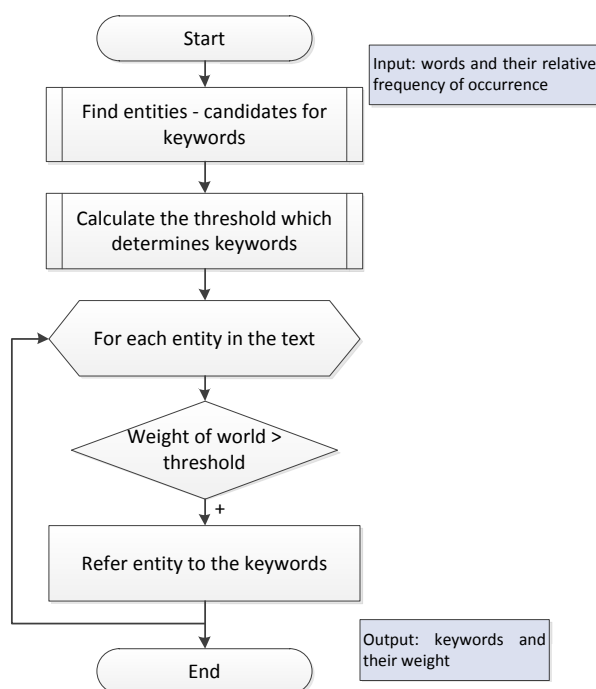 Start
Input: words and their relative
frequency of occurrence
Find entities - candidates for
keywords
Calculate the threshold which
determines keywords
For each entity in the text
Weight of world >
threshold
+
Refer entity to the keywords
Output: keywords and
their weight
End